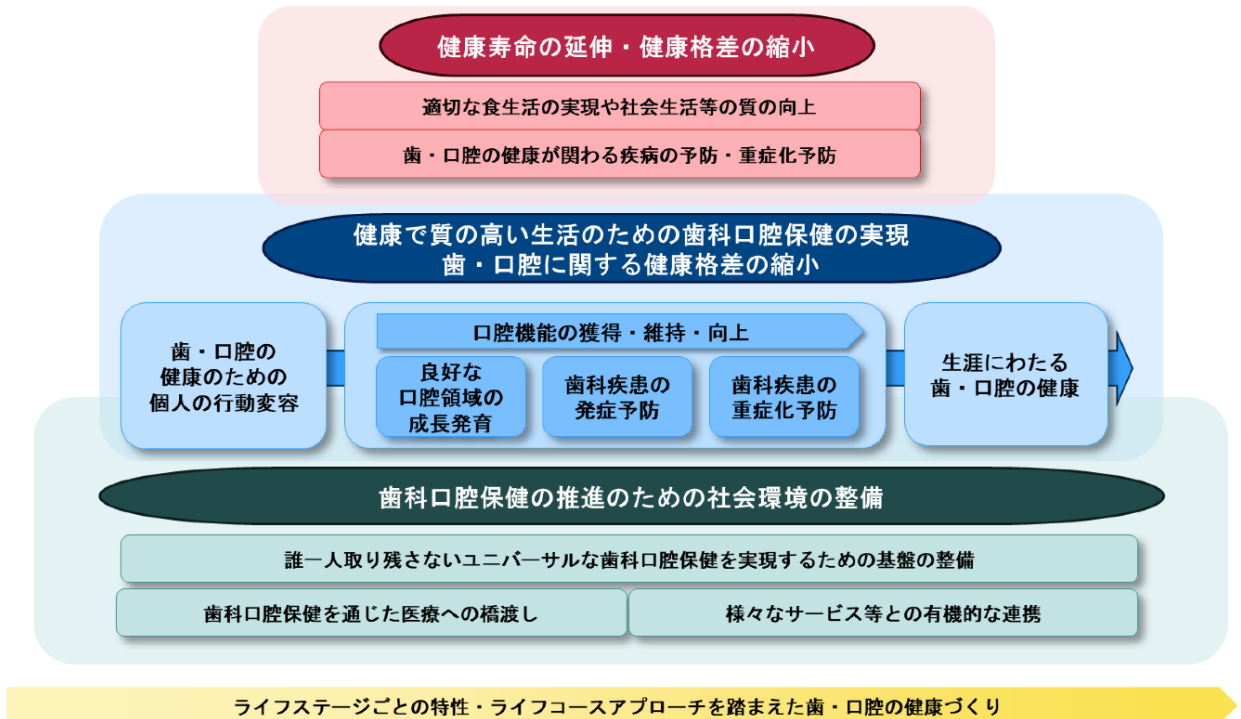 健康寿命の延伸・健康格差の縮小
適切な食生活の実現や社会生活等の質の向上
歯・口腔の健康が関わる疾病の予防・重症化予防
健康で質の高い生活のための歯科口腔保健の実現
歯・口腔に関する健康格差の縮小
歯・口腔の
健康のための
個人の行動変容
口腔機能の獲得・維持・向上
良好な
口腔領域の
成長発育
歯科疾患の
発症予防
歯科疾患の
重症化予防
生涯にわたる
歯・口腔の健康
歯科口腔保健の推進のための社会環境の整備
誰一人取り残さないユニバーサルな歯科口腔保健を実現するための基盤の整備
歯科口腔保健を通じた医療への橋渡し
様々なサービス等との有機的な連携
ライフステージごとの特性・ライフコースアプローチを踏まえた歯・口腔の健康づくり